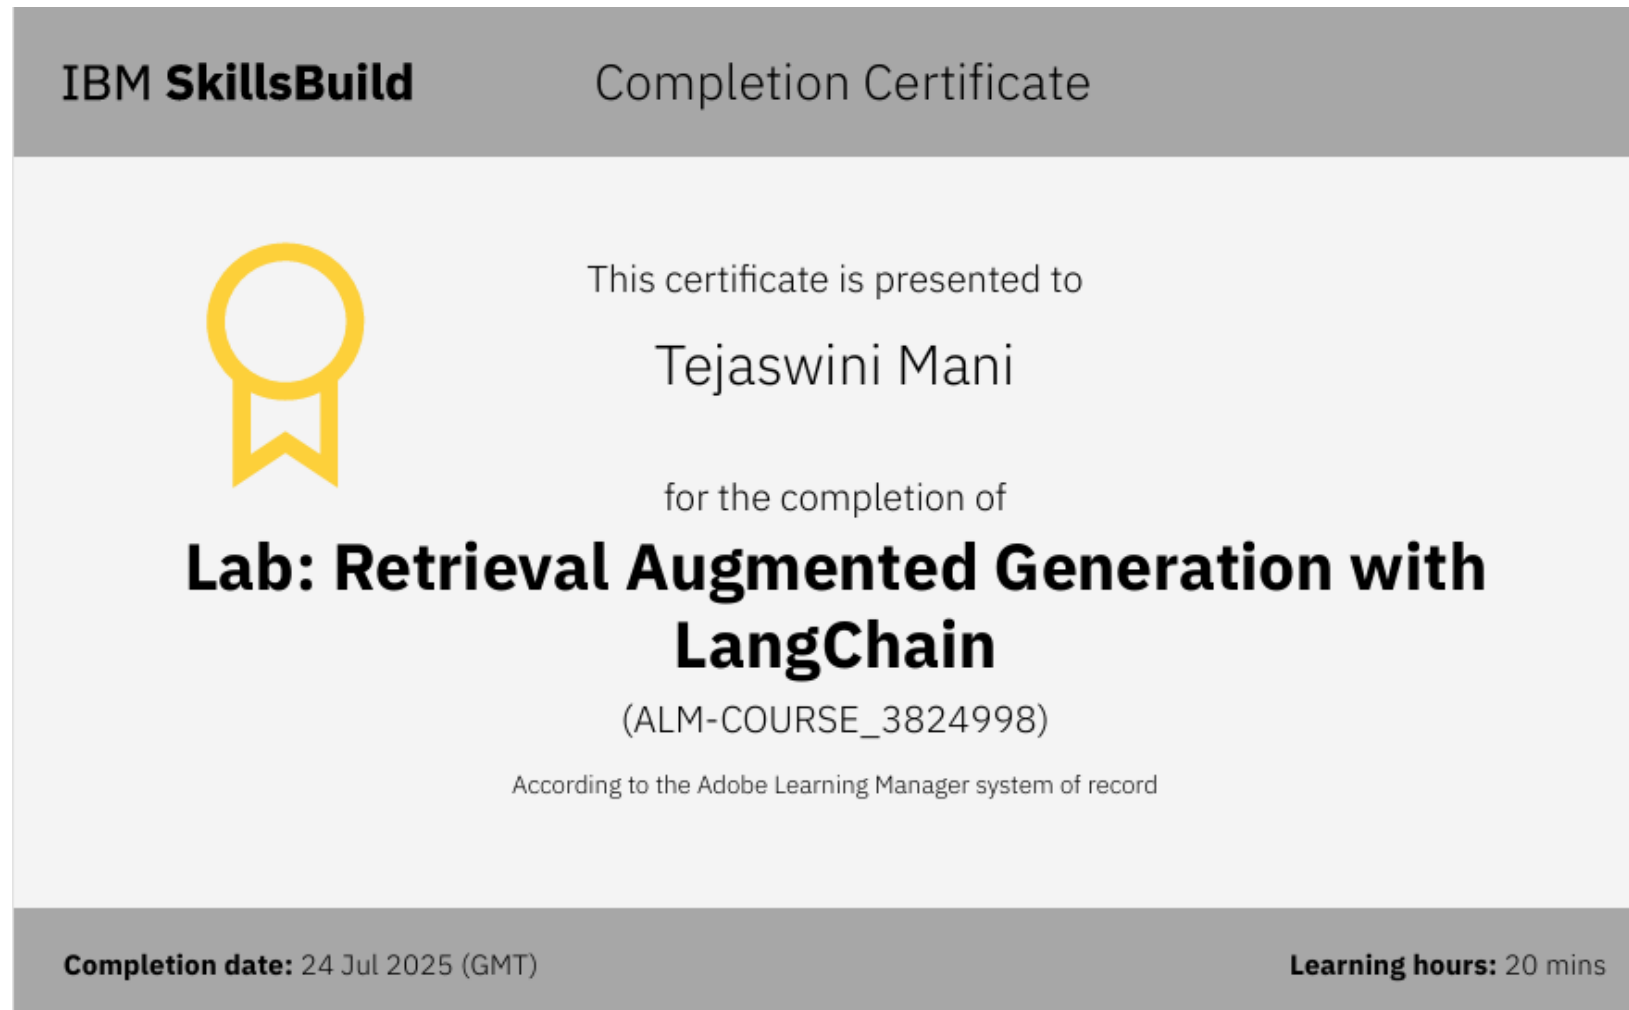 IBM SkillsBuild
Completion Certificate
This certificate is presented to
Tejaswini Mani
for the completion of
Lab: Retrieval Augmented Generation with
LangChain
(ALM-COURSE_3824998)
According to the Adobe Learning Manager system of record
Completion date: 24 Jul 2025 (GMT)
Learning hours: 20 mins